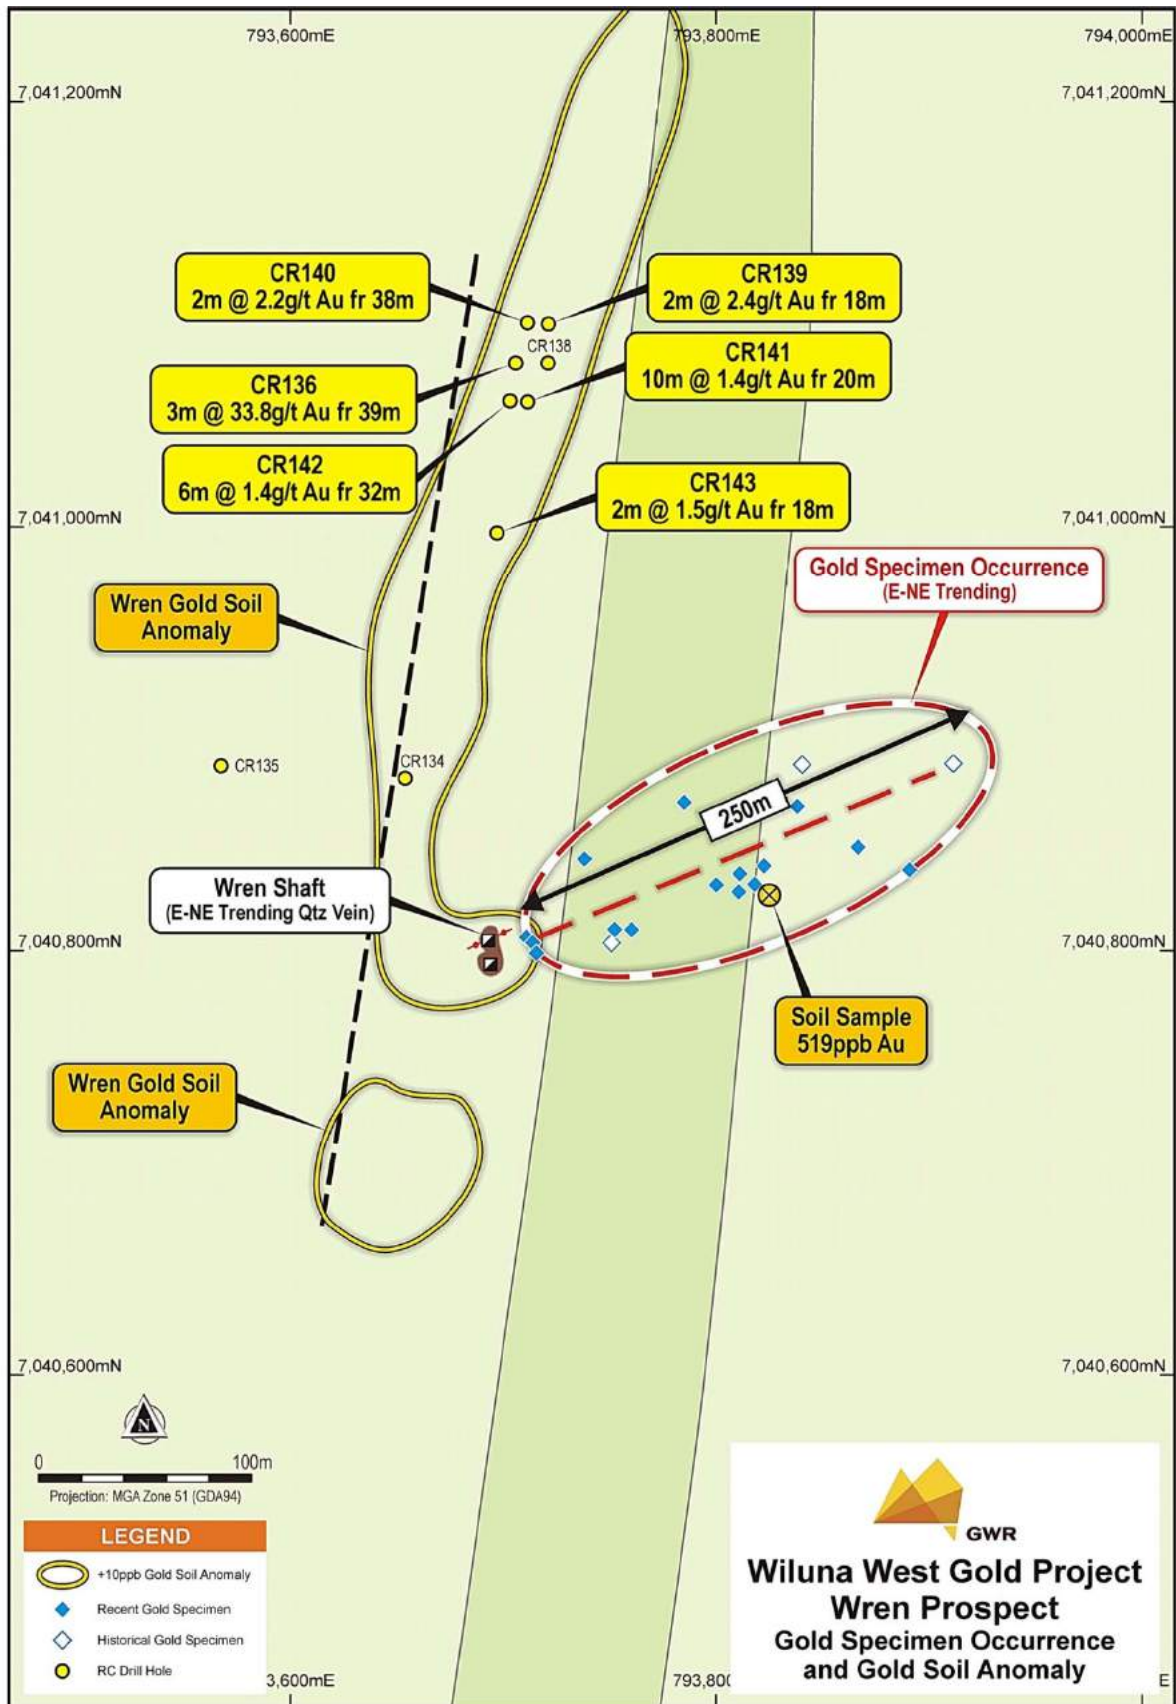 793,600mE
793,800mE
794,000mE
7,041,200mN
7,041,200mN
CR140
2m @ 2.2g/t Au fr 38m
CR139
2m @ 2.4g/t Au fr 18m
CR138
CR136
3m @ 33.8g/t Au fr 39m
CR141
10m @ 1.4g/t Au fr 20m
CR142
6m @ 1.4g/t Au fr 32m
CR143
2m @ 1.5g/t Au fr 18m
7,041,000mN
7,041,000mN
Gold Specimen Occurrence
(E-NE Trending)
Wren Gold Soil
Anomaly
CR135
CR134
250m
Wren Shaft
(E-NE Trending Qtz Vein)
7,040,800mN
7,040,800mN
Soil Sample
519ppb Au
Wren Gold Soil
Anomaly
7,040,600mN
7,040,600mN
N
0
100m
Projection: MGA Zone 51 (GDA94)
LEGEND
+10ppb Gold Soil Anomaly
Recent Gold Specimen
Historical Gold Specimen
RC Drill Hole
GWR
Wiluna West Gold Project
Wren Prospect
Gold Specimen Occurrence
and Gold Soil Anomaly
3,600mE
793,80
E